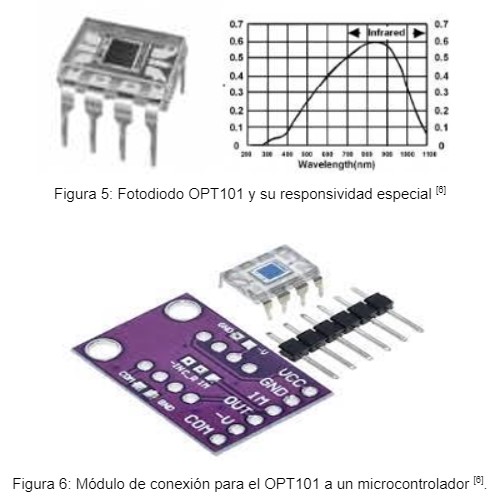 0.7 0.7
Infrared
0.6 0.6
0.5 0.5
0.4 0.4
0.3 0.3
0.2 0.2
0.1 0.1
0 0
200 300 400 500 600 700 800 900 1000 1100
Wavelength(nm)
Figura 5: Fotodiodo OPT101 y su responsividad especial [6]
GND
-V
VCC
GND
1M
OUT
-V
COM
COM
GND
Figura 6: Módulo de conexión para el OPT101 a un microcontrolador [6].